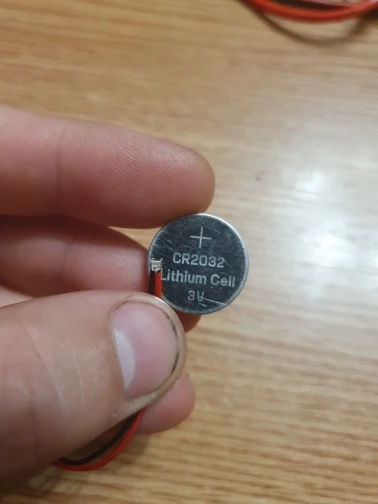 +
CR2032
Lithium Cell
3V